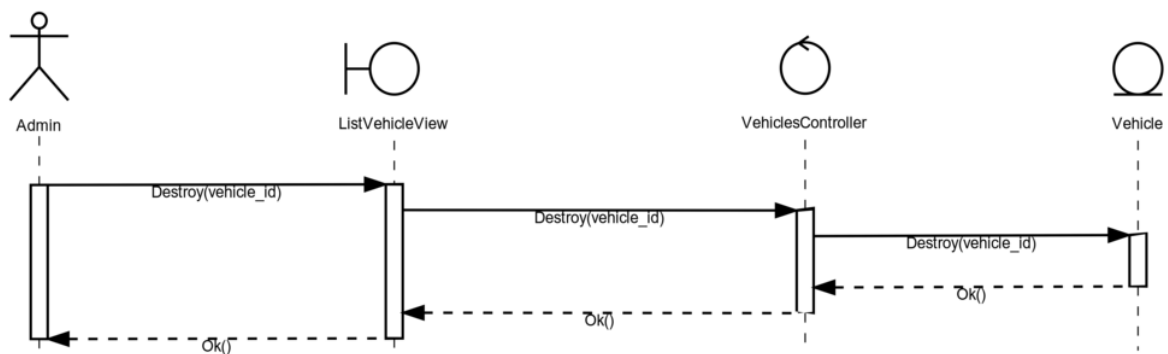 Admin
ListVehicleView
VehiclesController
Vehicle
Destroy(vehicle_id)
Destroy(vehicle_id)
Destroy(vehicle_id)
Ok()
Ok()
Ok()